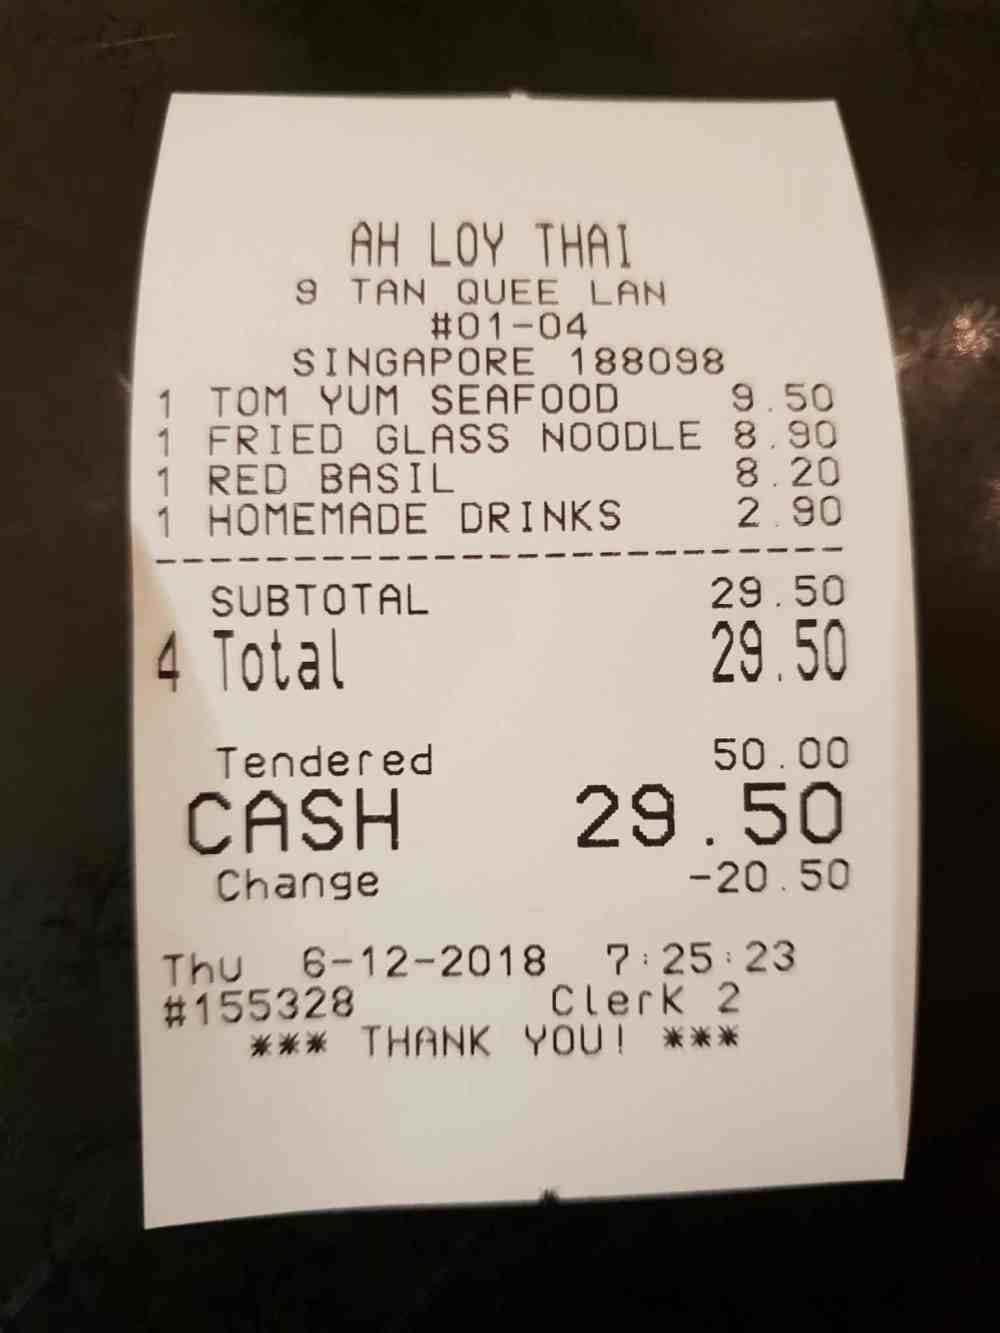 AH LOY THAI
9 TAN QUEE LAN
#01-04
SINGAPORE 188098
1 TOM YUM SEAFOOD 9.50
1 FRIED GLASS NOODLE 8.90
1 RED BASIL 8.20
1 HOMEMADE DRINKS 2.90
------------------------
SUBTOTAL 29.50
4 Total 29.50
Tendered 50.00
CASH 29.50
Change -20.50
Thu 6-12-2018 7:25:23
#155328 Clerk 2
*** THANK YOU! ***